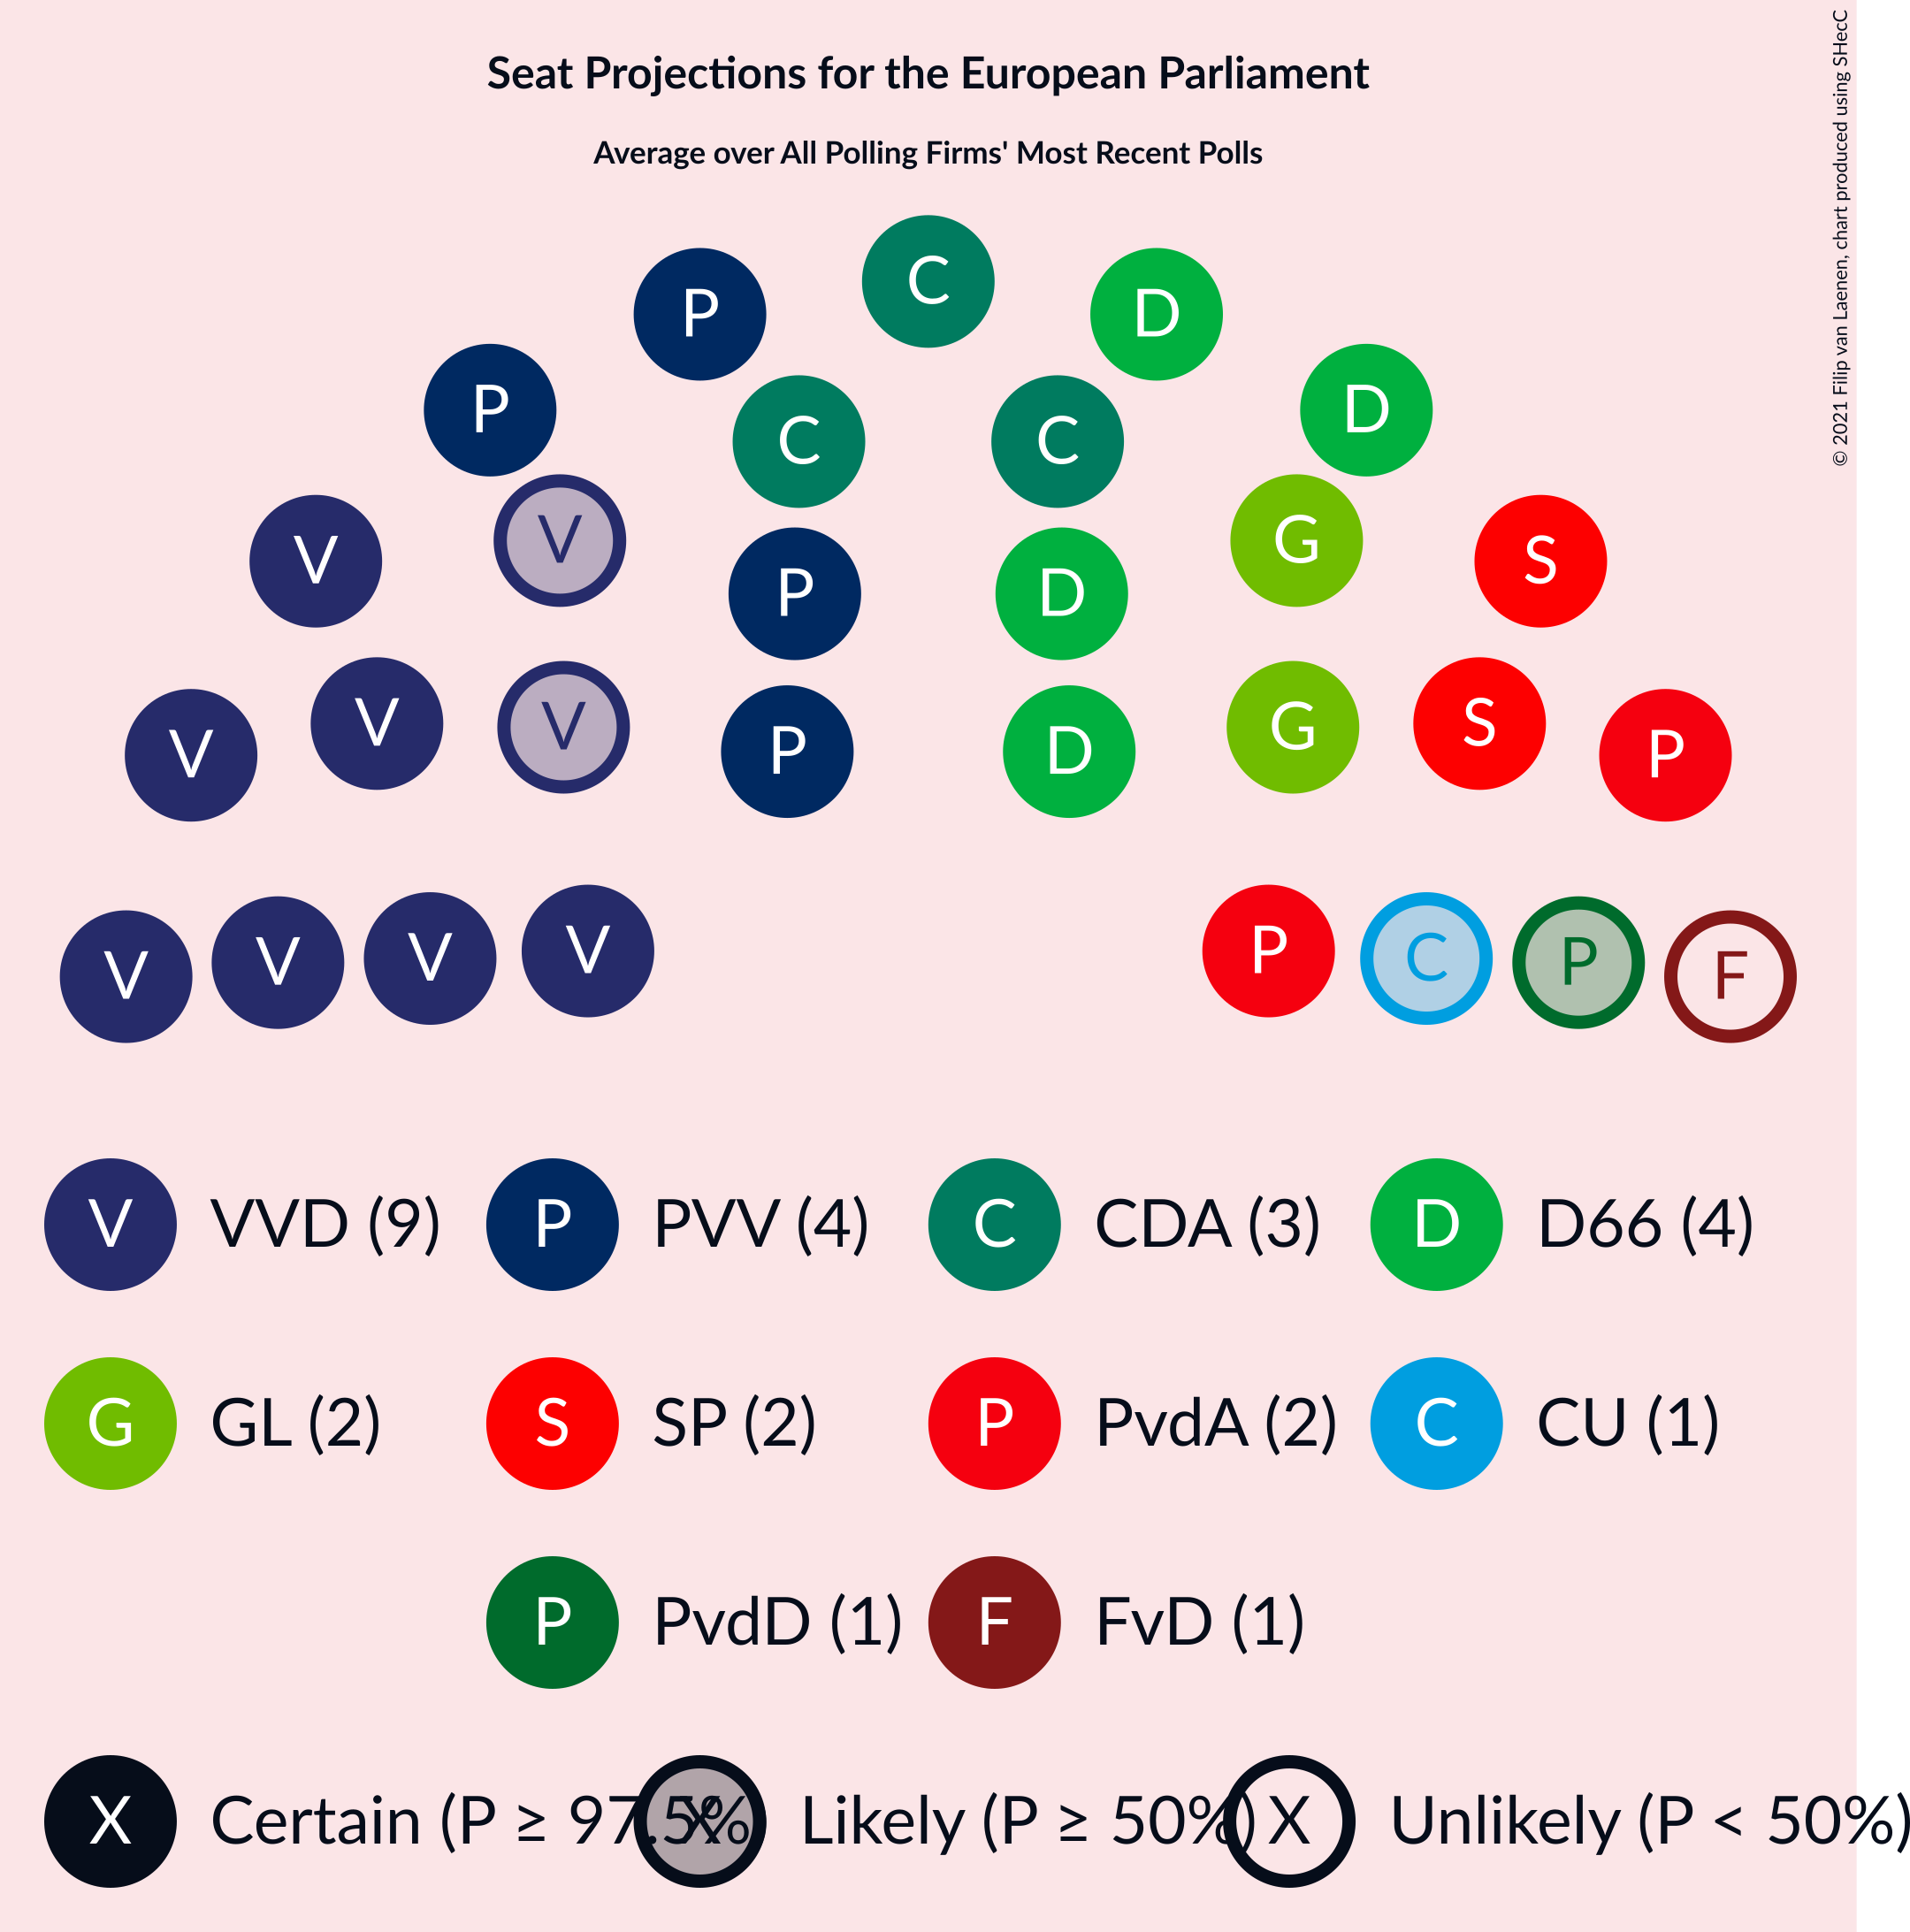 Seat Projections for the European Parliament
Average over All Polling Firms' Most Recent Polls
© 2021 Filip van Laenen, chart produced using SHecC
C
P D
P D
C C
V G
V S
P D
V S
V G
P D
V P
V P
V C
V P
V F
V VVD (9) P PVV (4) C CDA (3) D D66 (4)
G GL (2) S SP (2) P PvdA (2) C CU (1)
P PvdD (1) F FvD (1)
X Certain (P ≥ 97.5% X Likely (P ≥ 50%) X Unlikely (P < 50%)